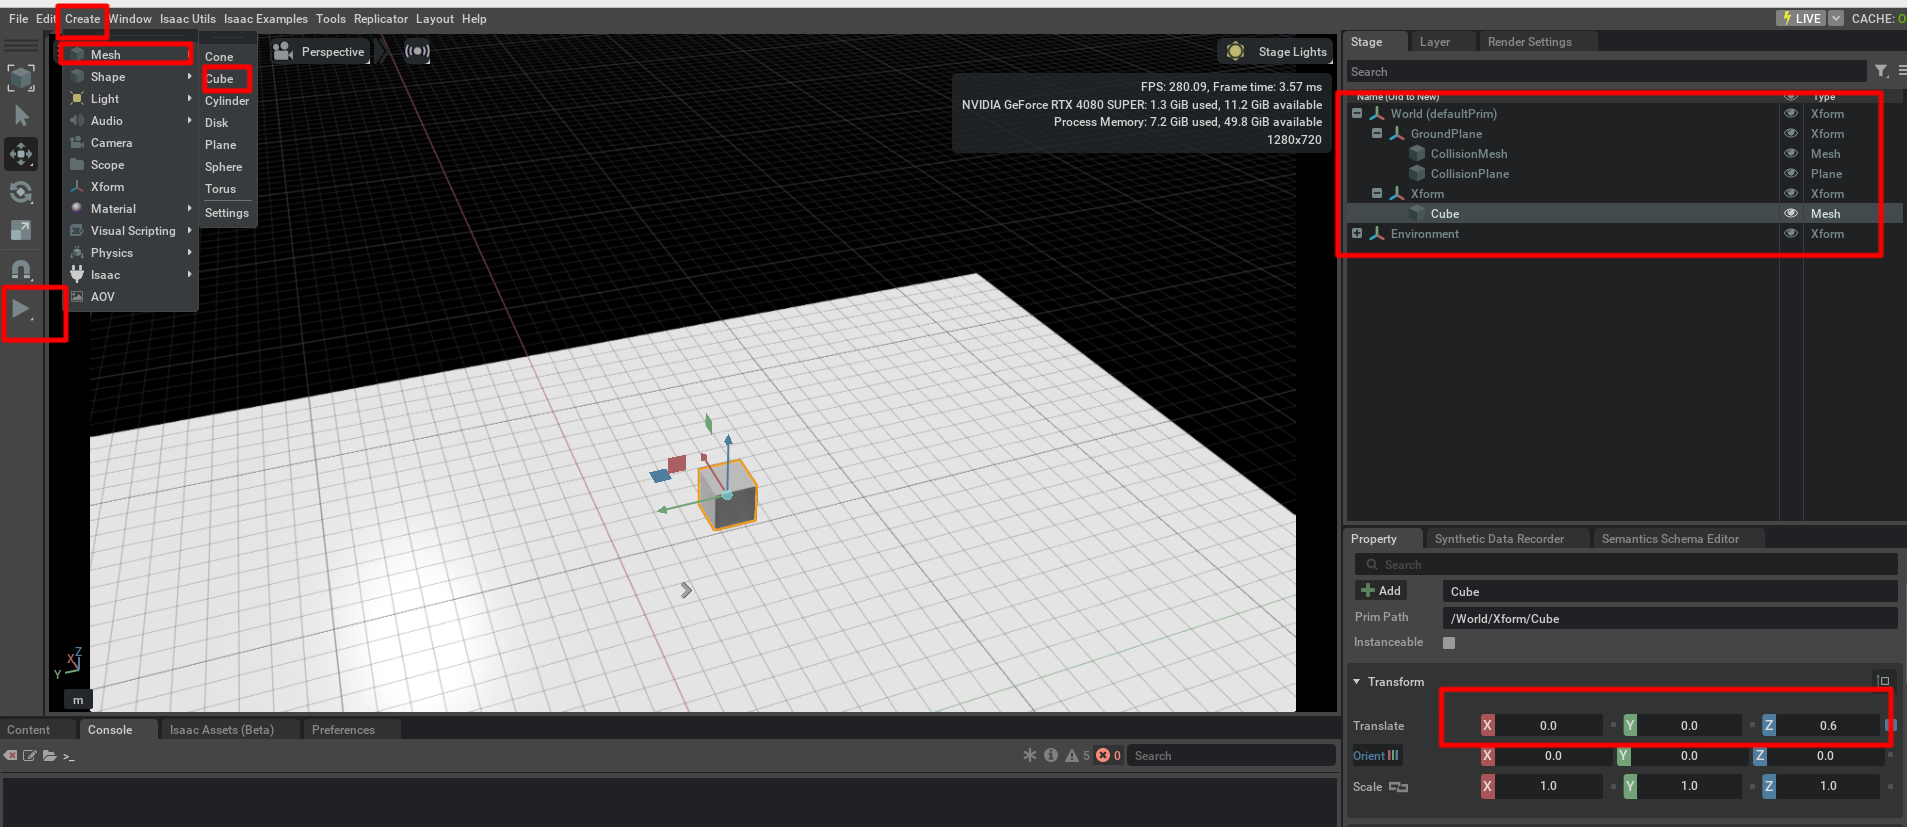 File Edit Create Window Isaac Utils Isaac Examples Tools Replicator Layout Help
LIVE CACHE: O
Mesh
Shape
Light
Audio
Camera
Scope
Xform
Material
Visual Scripting
Physics
Isaac
AOV
Cone
Cube
Cylinder
Disk
Plane
Sphere
Torus
Settings
Perspective
Stage Lights
FPS: 280.09, Frame time: 3.57 ms
NVIDIA GeForce RTX 4080 SUPER: 1.3 GiB used, 11.2 GiB available
Process Memory: 7.2 GiB used, 49.8 GiB available
1280x720
Z
X
Y
m
Stage Layer Render Settings
Search
Name (Old to New) Type
World (defaultPrim) Xform
GroundPlane Xform
CollisionMesh Mesh
CollisionPlane Plane
Xform Xform
Cube Mesh
Environment Xform
Property Synthetic Data Recorder Semantics Schema Editor
Search
Add Cube
Prim Path /World/Xform/Cube
Instanceable
Transform
Translate X 0.0 Y 0.0 Z 0.6
Orient X 0.0 Y 0.0 Z 0.0
Scale X 1.0 Y 1.0 Z 1.0
Content Console Isaac Assets (Beta) Preferences
>_ 5 0 Search